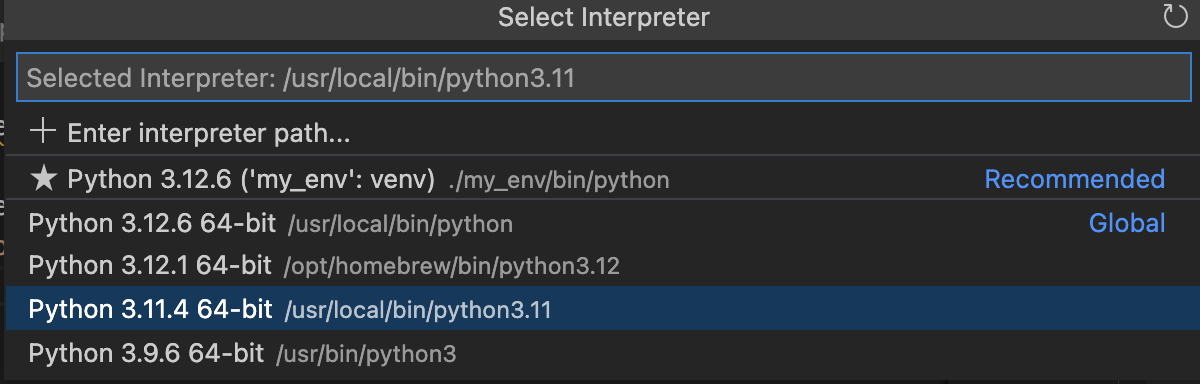 Select Interpreter
Selected Interpreter: /usr/local/bin/python3.11
Enter interpreter path...
Python 3.12.6 ('my_env': venv) ./my_env/bin/python Recommended
Python 3.12.6 64-bit /usr/local/bin/python Global
Python 3.12.1 64-bit /opt/homebrew/bin/python3.12
Python 3.11.4 64-bit /usr/local/bin/python3.11
Python 3.9.6 64-bit /usr/bin/python3